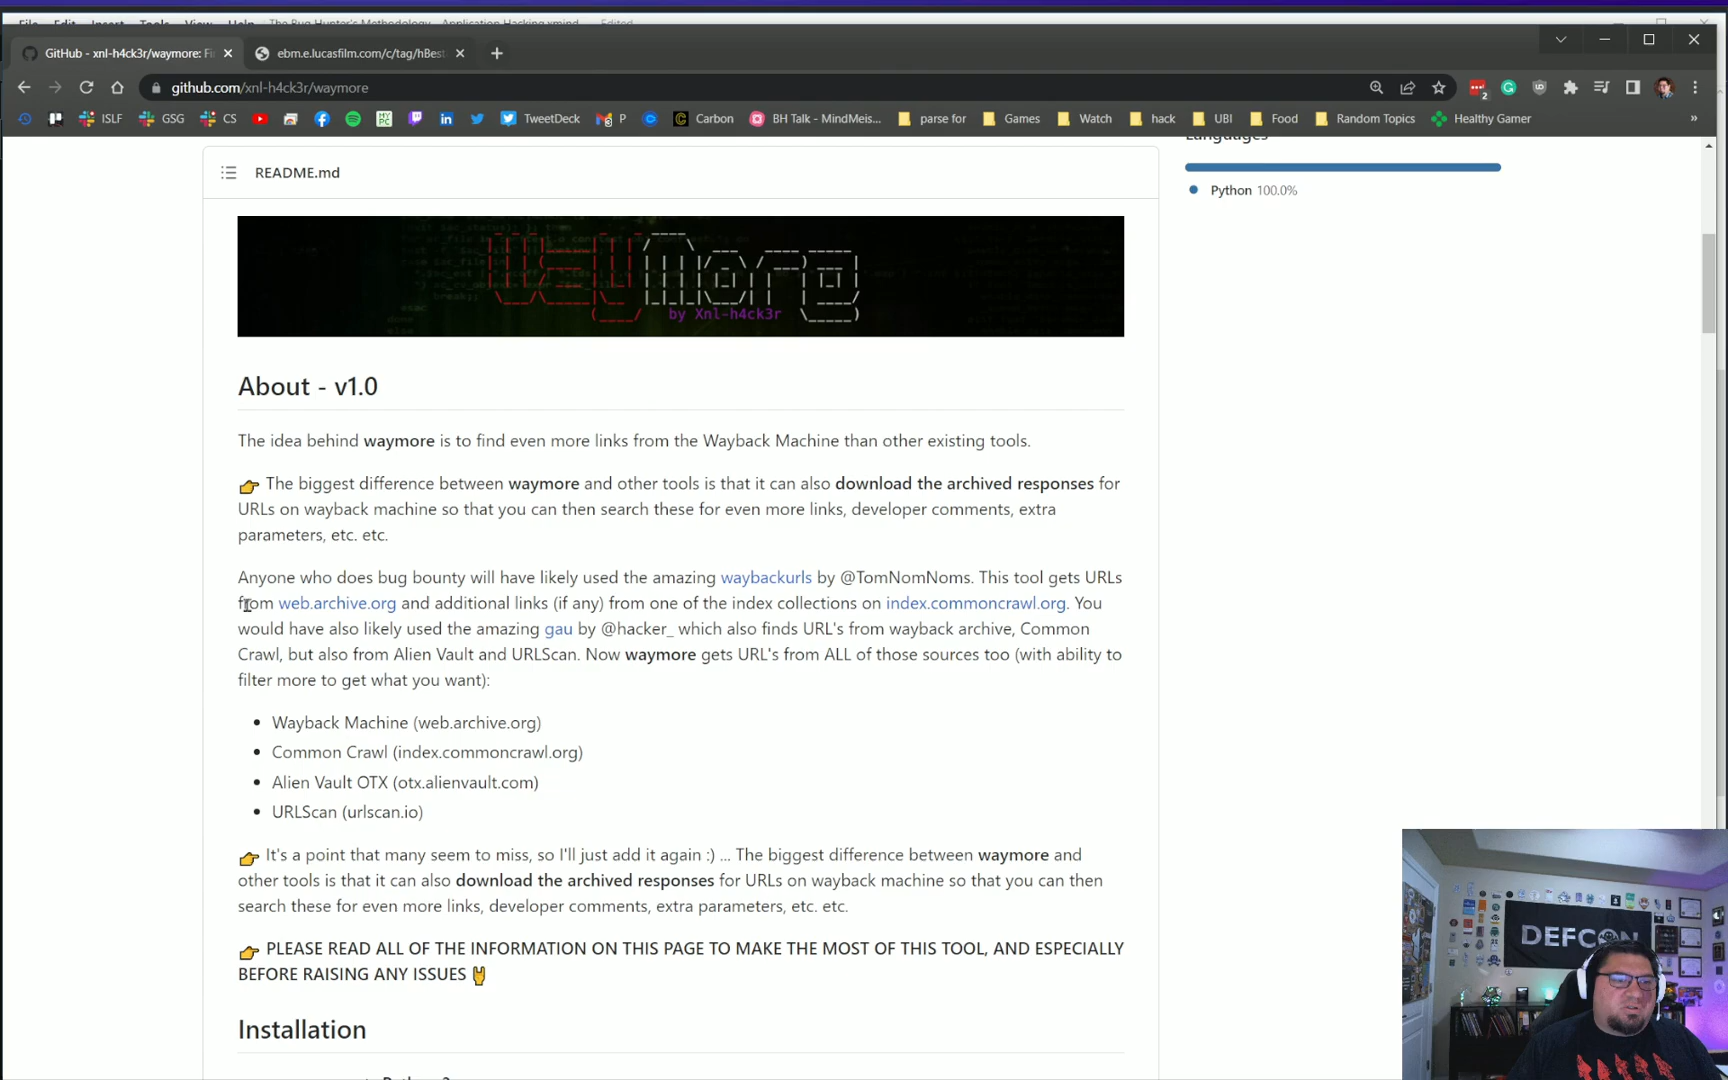 File Edit Insert Tools View Help The Bug Hunter's Methodology Application Hacking.xmind Edited
GitHub - xnl-h4ck3r/waymore: Fi ebm.e.lucasfilm.com/c/tag/hBes
github.com/xnl-h4ck3r/waymore
2
ISLF GSG CS TweetDeck P Carbon BH Talk - MindMeis... parse for Games Watch hack UBI Food Random Topics Healthy Gamer »
Languages
README.md
Python 100.0%
waymore
by Xnl-h4ck3r
About - v1.0
The idea behind waymore is to find even more links from the Wayback Machine than other existing tools.
👉 The biggest difference between waymore and other tools is that it can also download the archived responses for
URLs on wayback machine so that you can then search these for even more links, developer comments, extra
parameters, etc. etc.
Anyone who does bug bounty will have likely used the amazing waybackurls by @TomNomNoms. This tool gets URLs
from web.archive.org and additional links (if any) from one of the index collections on index.commoncrawl.org. You
would have also likely used the amazing gau by @hacker_ which also finds URL's from wayback archive, Common
Crawl, but also from Alien Vault and URLScan. Now waymore gets URL's from ALL of those sources too (with ability to
filter more to get what you want):
• Wayback Machine (web.archive.org)
• Common Crawl (index.commoncrawl.org)
• Alien Vault OTX (otx.alienvault.com)
• URLScan (urlscan.io)
👉 It's a point that many seem to miss, so I'll just add it again :) ... The biggest difference between waymore and
other tools is that it can also download the archived responses for URLs on wayback machine so that you can then
search these for even more links, developer comments, extra parameters, etc. etc.
👉 PLEASE READ ALL OF THE INFORMATION ON THIS PAGE TO MAKE THE MOST OF THIS TOOL, AND ESPECIALLY
BEFORE RAISING ANY ISSUES 🤘
DEFCON
Installation